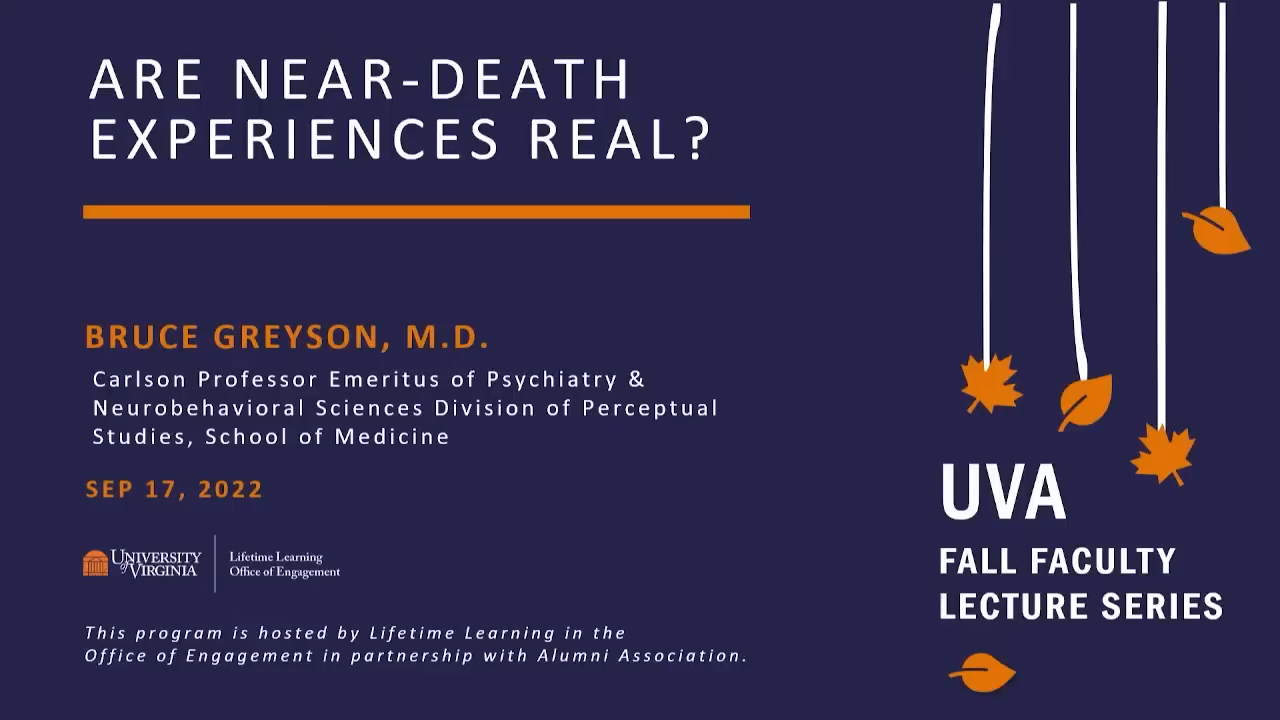 ARE NEAR-DEATH
EXPERIENCES REAL?
BRUCE GREYSON, M.D.
Carlson Professor Emeritus of Psychiatry &
Neurobehavioral Sciences Division of Perceptual
Studies, School of Medicine
SEP 17, 2022
UNIVERSITY
of VIRGINIA
Lifetime Learning
Office of Engagement
This program is hosted by Lifetime Learning in the
Office of Engagement in partnership with Alumni Association.
UVA
FALL FACULTY
LECTURE SERIES